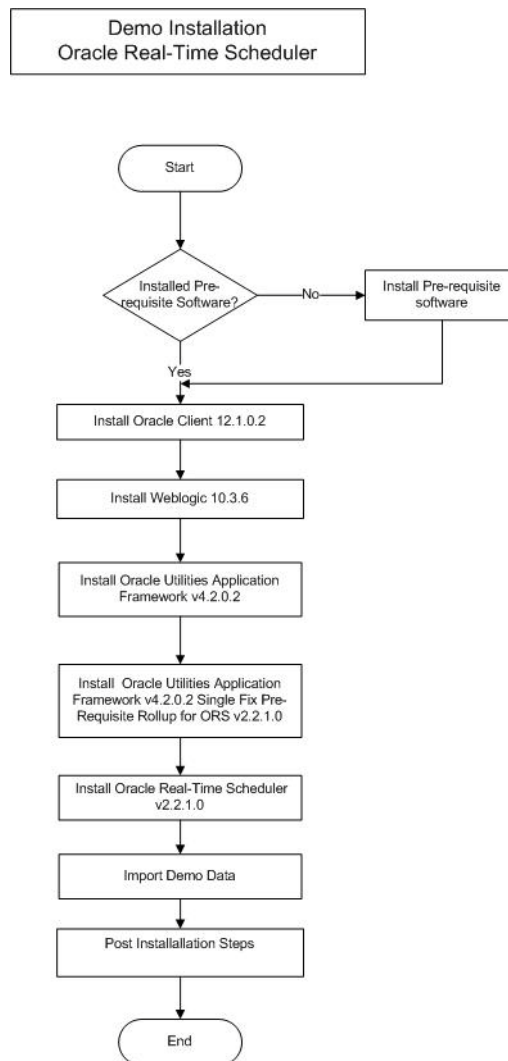 Demo Installation
Oracle Real-Time Scheduler
Start
Installed Pre-
requisite Software?
No
Install Pre-requisite
software
Yes
Install Oracle Client 12.1.0.2
Install Weblogic 10.3.6
Install Oracle Utilities Application
Framework v4.2.0.2
Install Oracle Utilities Application
Framework v4.2.0.2 Single Fix Pre-
Requisite Rollup for ORS v2.2.1.0
Install Oracle Real-Time Scheduler
v2.2.1.0
Import Demo Data
Post Installallation Steps
End